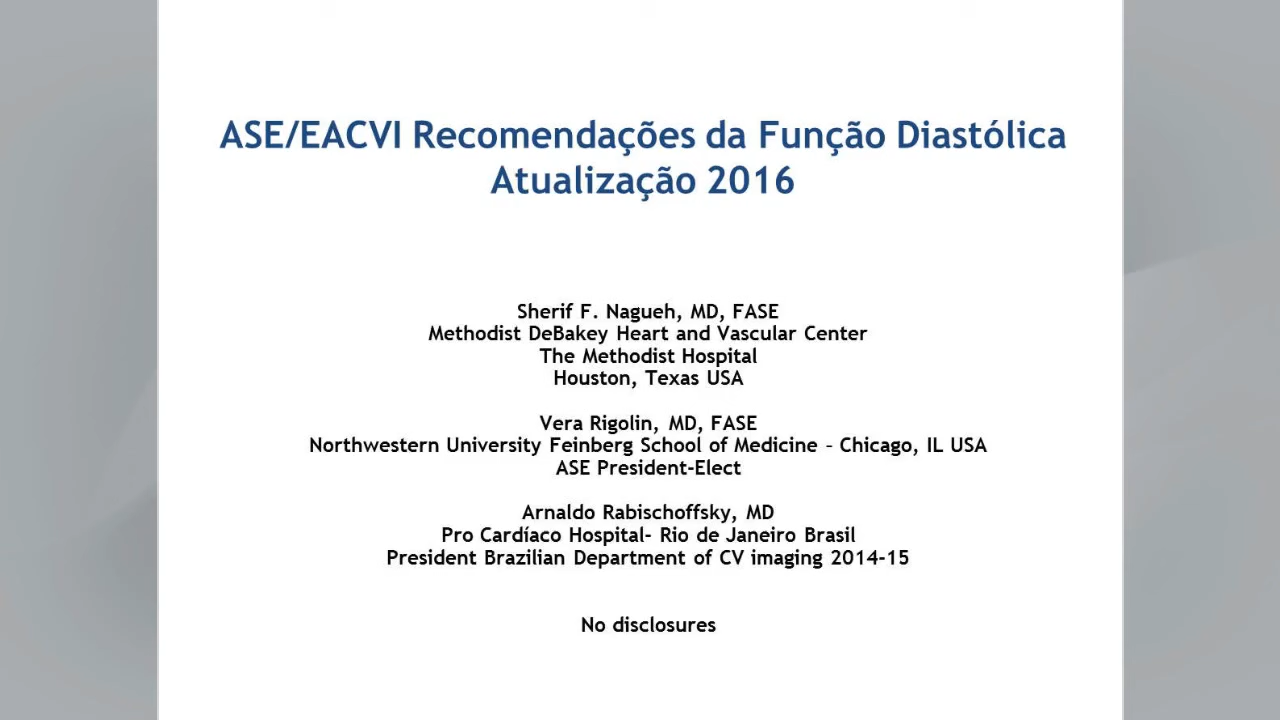 ASE/EACVI Recomendações da Função Diastólica
Atualização 2016
Sherif F. Nagueh, MD, FASE
Methodist DeBakey Heart and Vascular Center
The Methodist Hospital
Houston, Texas USA
Vera Rigolin, MD, FASE
Northwestern University Feinberg School of Medicine – Chicago, IL USA
ASE President-Elect
Arnaldo Rabischoffsky, MD
Pro Cardíaco Hospital- Rio de Janeiro Brasil
President Brazilian Department of CV imaging 2014-15
No disclosures